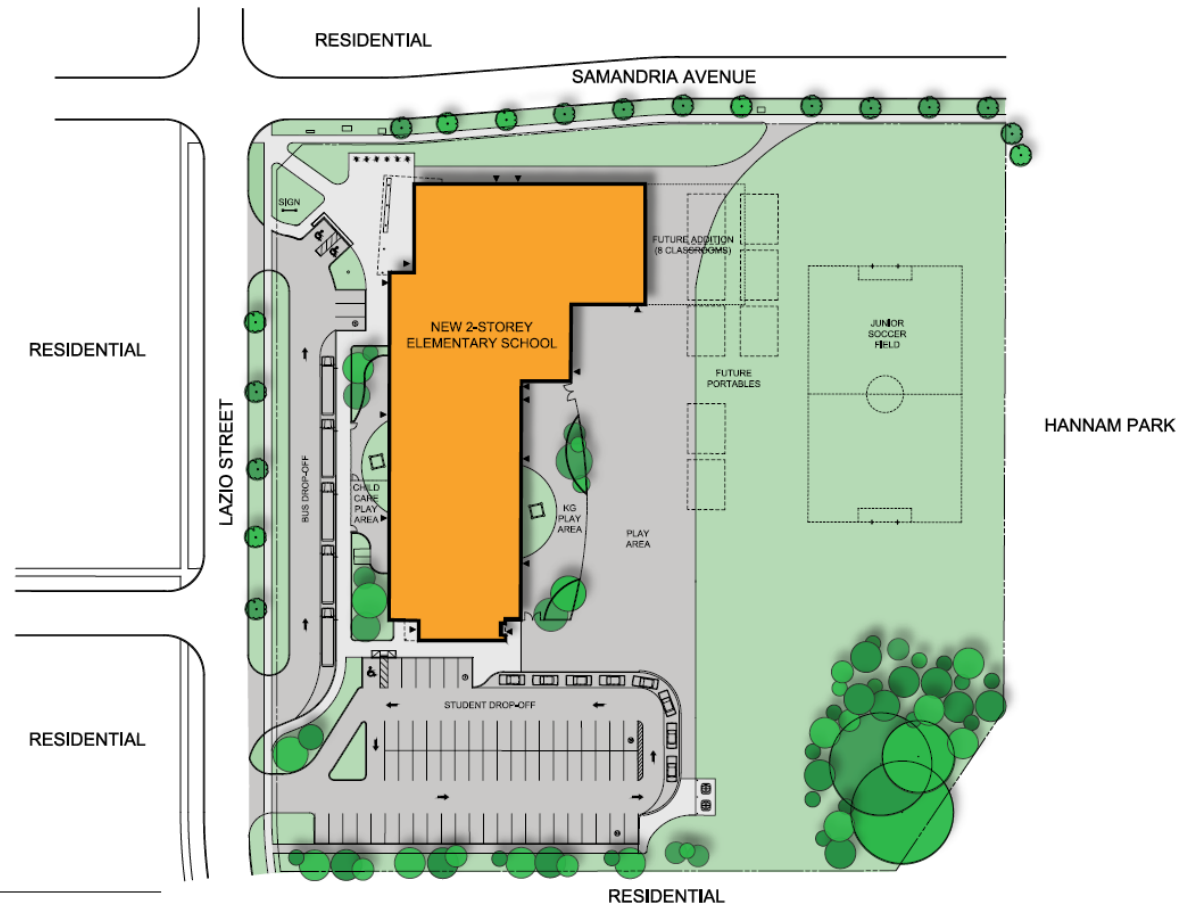 RESIDENTIAL
SAMANDRIA AVENUE
SIGN
FUTURE ADDITION
(8 CLASSROOMS)
NEW 2-STOREY
ELEMENTARY SCHOOL
JUNIOR
SOCCER
FIELD
RESIDENTIAL
FUTURE
PORTABLES
HANNAM PARK
LAZIO STREET
BUS DROP-OFF
CHILD
CARE
PLAY
AREA
KG
PLAY
AREA
PLAY
AREA
STUDENT DROP-OFF
RESIDENTIAL
RESIDENTIAL